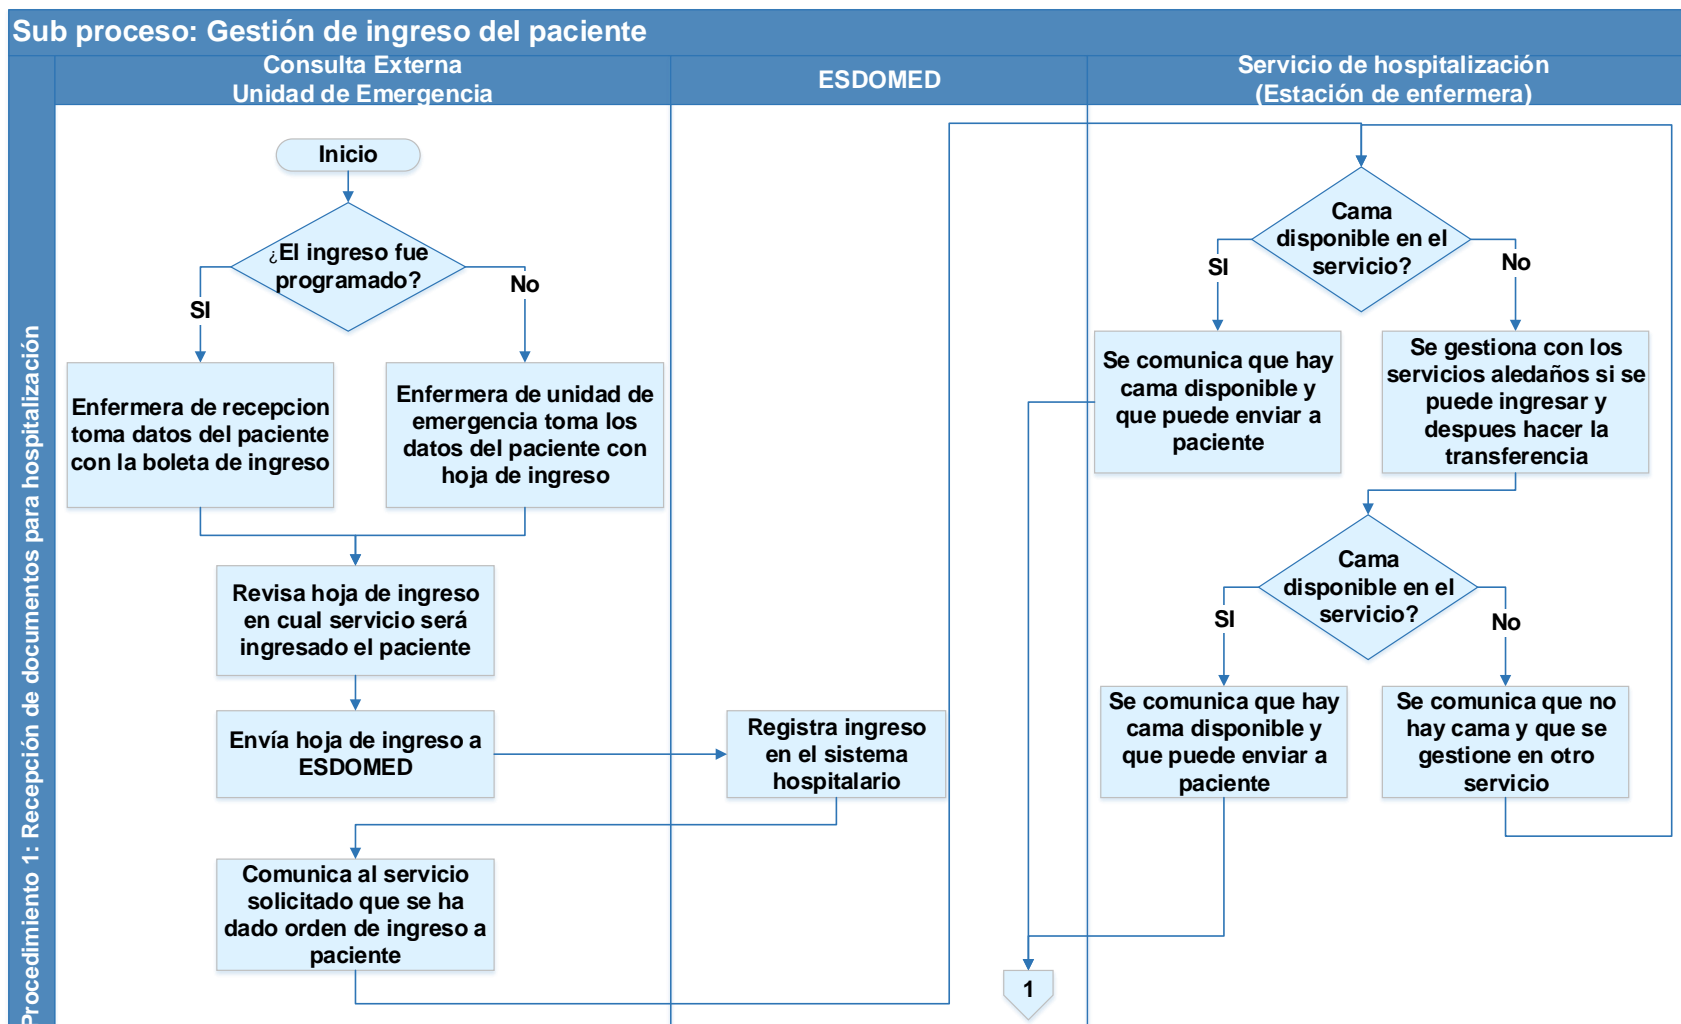 Sub proceso: Gestión de ingreso del paciente
Procedimiento 1: Recepción de documentos para hospitalización
Consulta Externa
Unidad de Emergencia
ESDOMED
Servicio de hospitalización
(Estación de enfermera)
Inicio
¿El ingreso fue
programado?
SI
No
Enfermera de recepcion
toma datos del paciente
con la boleta de ingreso
Enfermera de unidad de
emergencia toma los
datos del paciente con
hoja de ingreso
Revisa hoja de ingreso
en cual servicio será
ingresado el paciente
Envía hoja de ingreso a
ESDOMED
Registra ingreso
en el sistema
hospitalario
Comunica al servicio
solicitado que se ha
dado orden de ingreso a
paciente
Cama
disponible en el
servicio?
SI
No
Se comunica que hay
cama disponible y
que puede enviar a
paciente
Se gestiona con los
servicios aledaños si se
puede ingresar y
despues hacer la
transferencia
Cama
disponible en el
servicio?
SI
No
Se comunica que hay
cama disponible y
que puede enviar a
paciente
Se comunica que no
hay cama y que se
gestione en otro
servicio
1